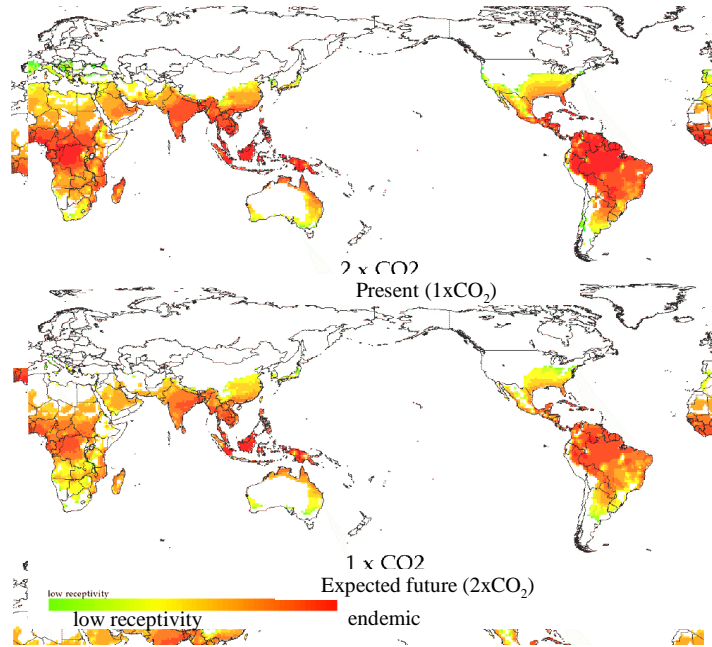 2 x CO2
Present (1xCO₂)
1 x CO2
Expected future (2xCO₂)
low receptivity
low receptivity endemic